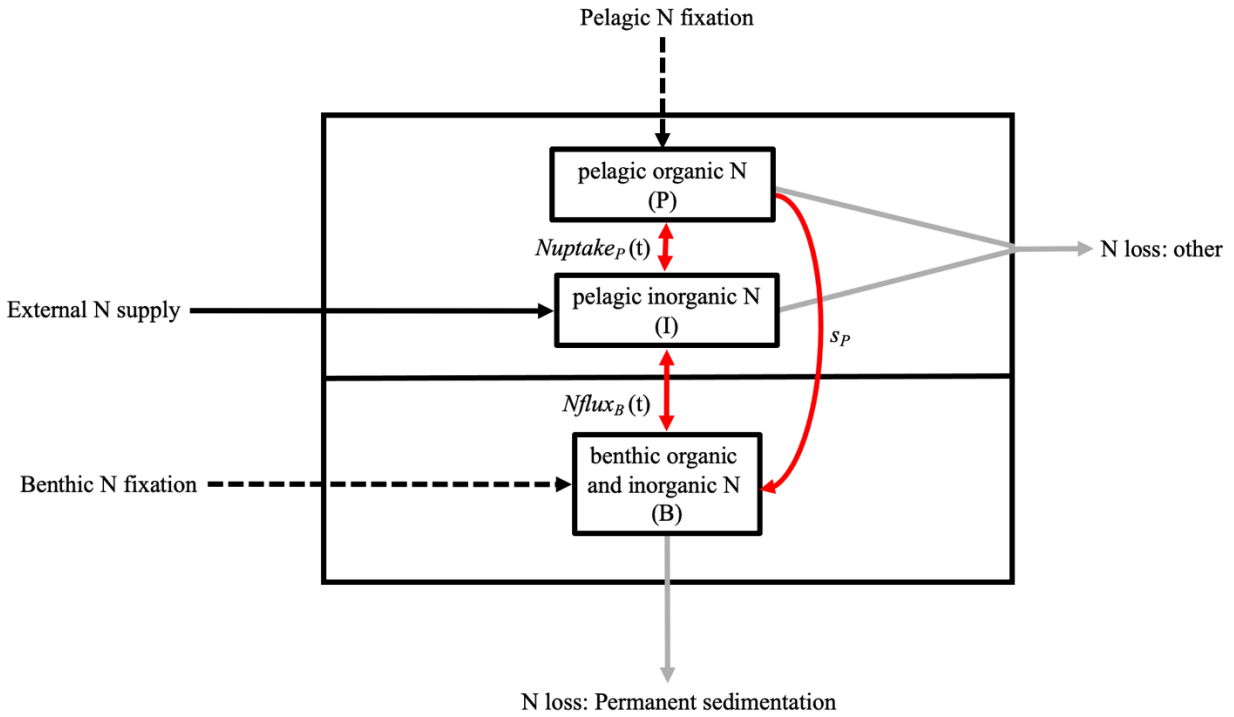 Pelagic N fixation
pelagic organic N
(P)
Nuptake_P (t)
N loss: other
pelagic inorganic N
(I)
External N supply
s_P
Nflux_B (t)
benthic organic
and inorganic N
(B)
Benthic N fixation
N loss: Permanent sedimentation